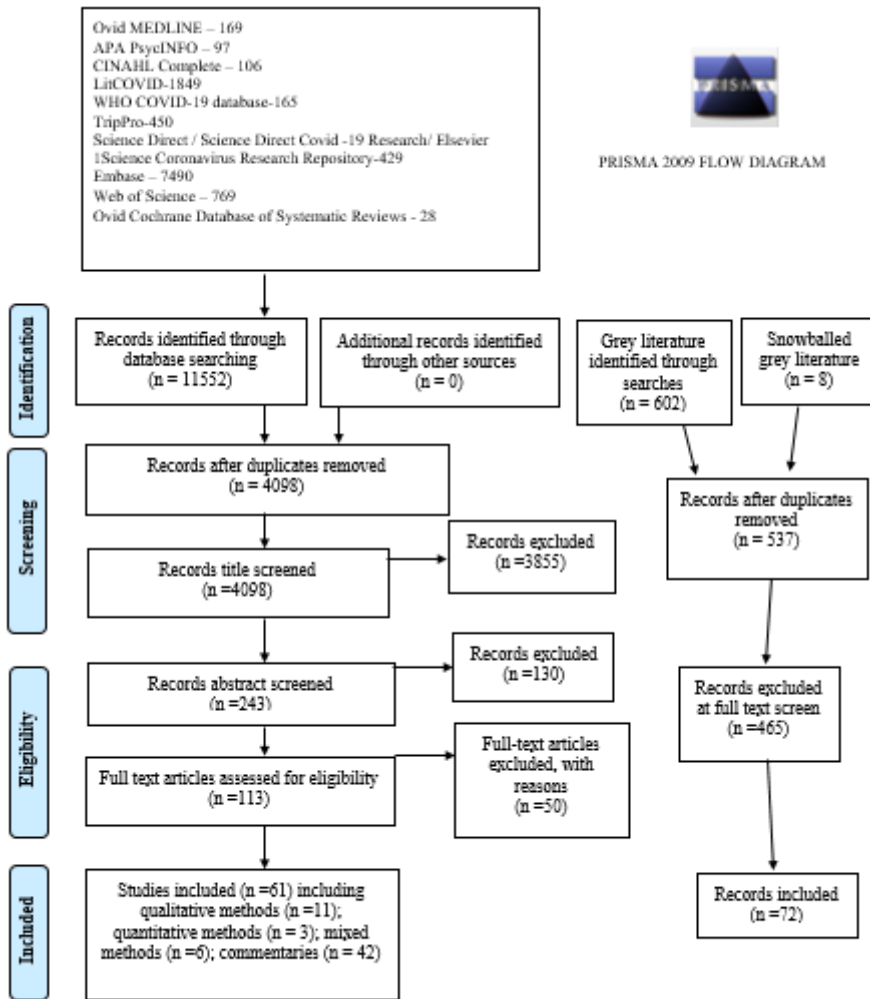 Ovid MEDLINE – 169
APA PsycINFO – 97
CINAHL Complete – 106
LitCOVID-1849
WHO COVID-19 database-165
TripPro-450
Science Direct / Science Direct Covid -19 Research/ Elsevier
1Science Coronavirus Research Repository-429
Embase – 7490
Web of Science – 769
Ovid Cochrane Database of Systematic Reviews - 28
PRISMA
PRISMA 2009 FLOW DIAGRAM
Identification
Records identified through
database searching
(n = 11552)
Additional records identified
through other sources
(n = 0)
Grey literature
identified through
searches
(n = 602)
Snowballed
grey literature
(n = 8)
Screening
Records after duplicates removed
(n = 4098)
Records after duplicates
removed
(n = 537)
Records title screened
(n =4098)
Records excluded
(n =3855)
Eligibility
Records abstract screened
(n =243)
Records excluded
(n =130)
Records excluded
at full text screen
(n =465)
Full text articles assessed for eligibility
(n =113)
Full-text articles
excluded, with
reasons
(n =50)
Included
Studies included (n =61) including
qualitative methods (n =11);
quantitative methods (n = 3); mixed
methods (n =6); commentaries (n = 42)
Records included
(n =72)